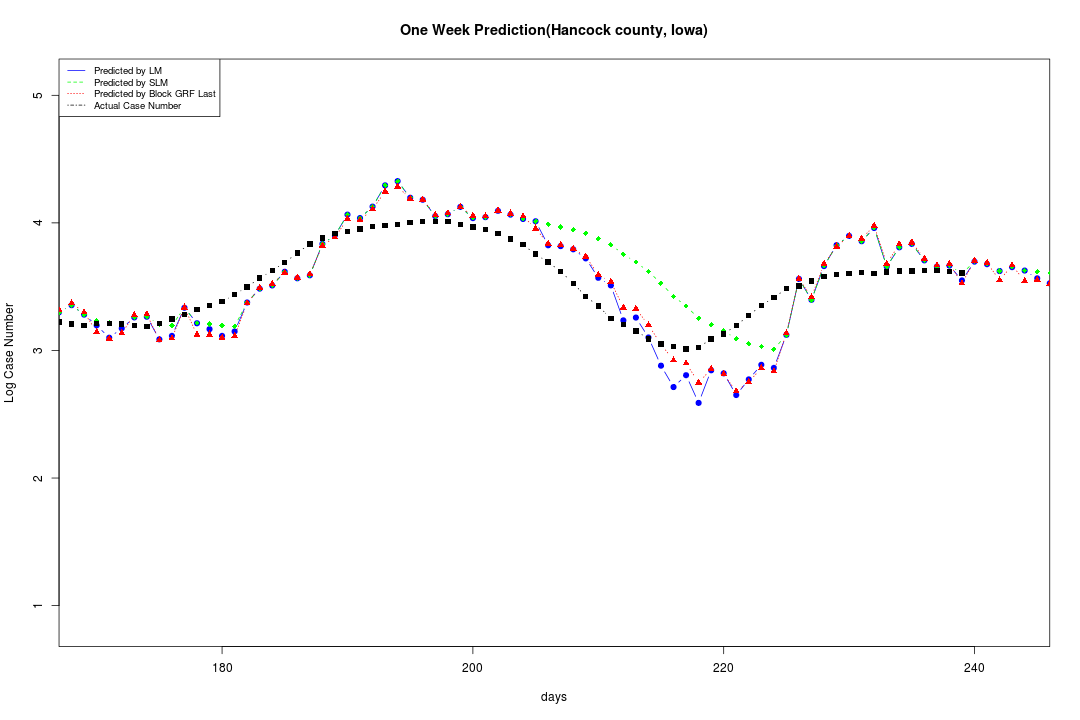 One Week Prediction(Hancock county, Iowa)
Predicted by LM
Predicted by SLM
Predicted by Block GRF Last
Actual Case Number
5
4
3
2
1
Log Case Number
180
200
220
240
days